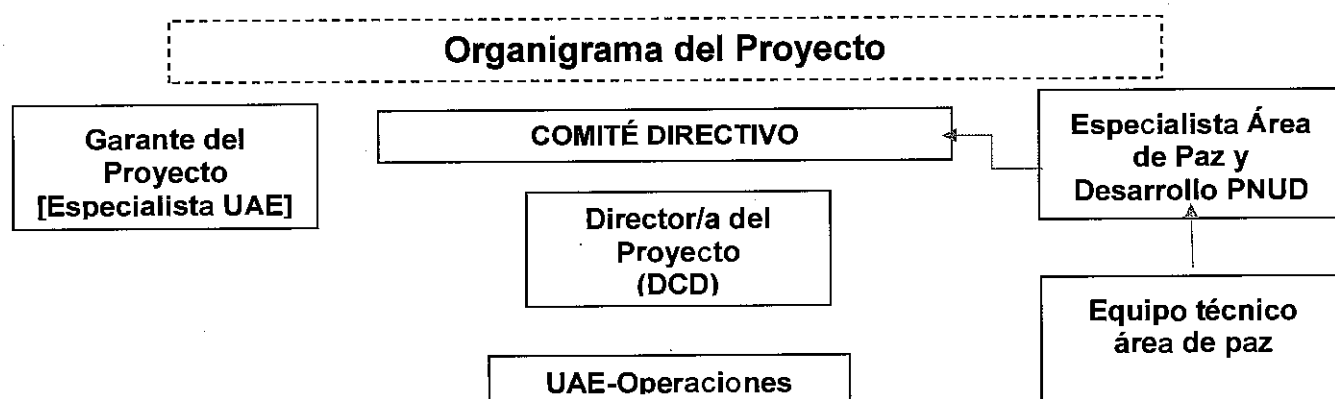 Organigrama del Proyecto
Garante del
Proyecto
[Especialista UAE]
COMITÉ DIRECTIVO
Especialista Área
de Paz y
Desarrollo PNUD
Director/a del
Proyecto
(DCD)
Equipo técnico
área de paz
UAE-Operaciones